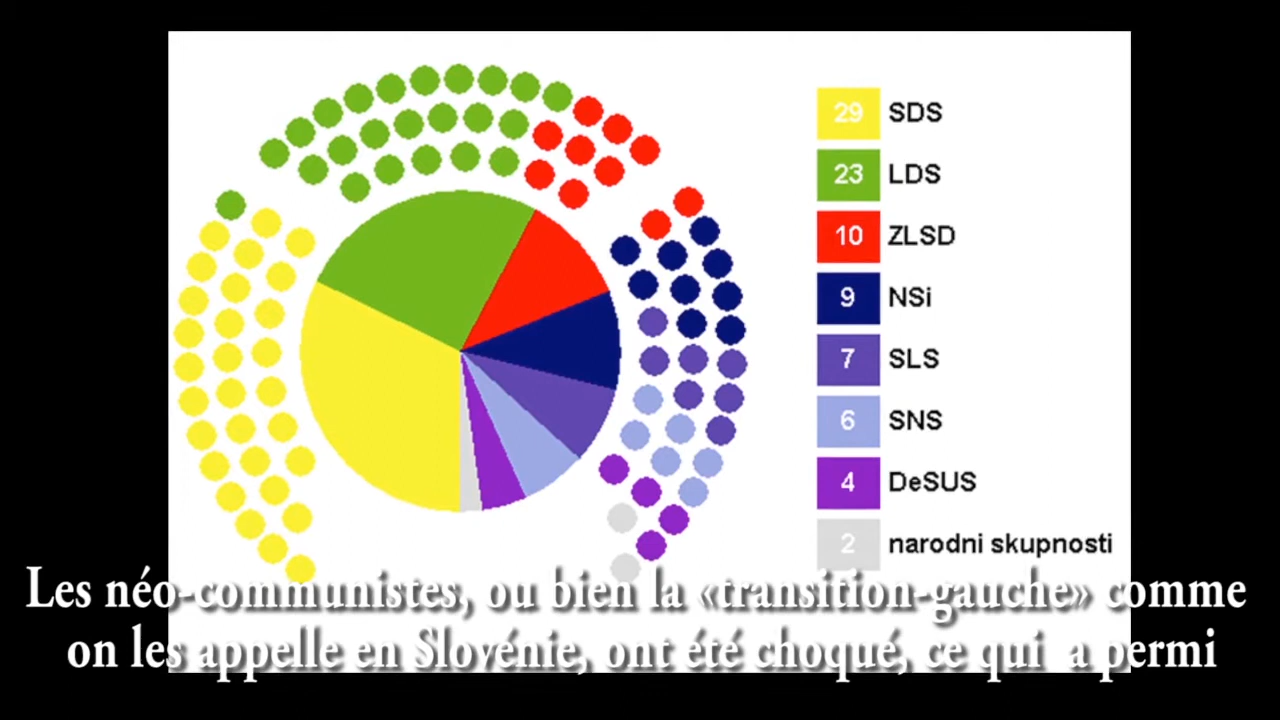 29 SDS
23 LDS
10 ZLSD
9 NSi
7 SLS
6 SNS
4 DeSUS
2 narodni skupnosti
Les néo-communistes, ou bien la «transition-gauche» comme
on les appelle en Slovénie, ont été choqué, ce qui a permi